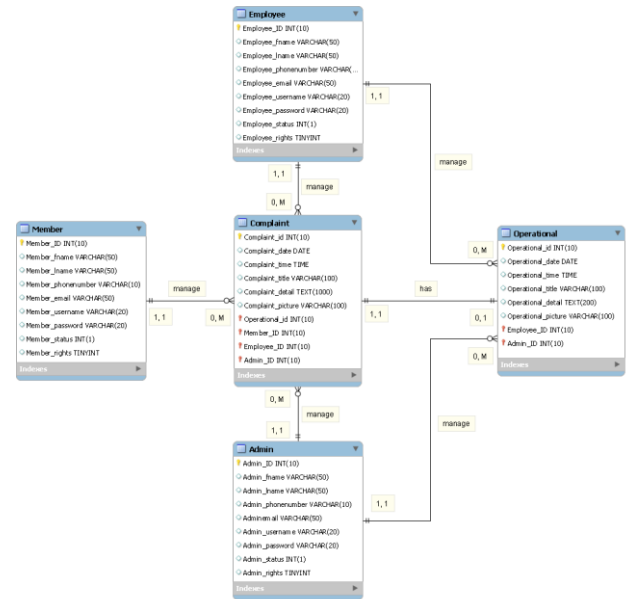 Employee
Employee_ID INT(10)
Employee_fname VARCHAR(50)
Employee_lname VARCHAR(50)
Employee_phonenumber VARCHAR(...
Employee_email VARCHAR(50)
Employee_username VARCHAR(20)
Employee_password VARCHAR(20)
Employee_status INT(1)
Employee_rights TINYINT
Indexes
1, 1
manage
0, M
1, 1
manage
0, M
Member
Member_ID INT(10)
Member_fname VARCHAR(50)
Member_lname VARCHAR(50)
Member_phonenumber VARCHAR(10)
Member_email VARCHAR(50)
Member_username VARCHAR(20)
Member_password VARCHAR(20)
Member_status INT(1)
Member_rights TINYINT
Indexes
manage
1, 1
0, M
Complaint
Complaint_id INT(10)
Complaint_date DATE
Complaint_time TIME
Complaint_title VARCHAR(100)
Complaint_detail TEXT(1000)
Complaint_picture VARCHAR(100)
Operational_id INT(10)
Member_ID INT(10)
Employee_ID INT(10)
Admin_ID INT(10)
Indexes
has
1, 1
0, 1
Operational
Operational_id INT(10)
Operational_date DATE
Operational_time TIME
Operational_title VARCHAR(100)
Operational_detail TEXT(200)
Operational_picture VARCHAR(100)
Employee_ID INT(10)
Admin_ID INT(10)
Indexes
0, M
manage
1, 1
0, M
manage
1, 1
Admin
Admin_ID INT(10)
Admin_fname VARCHAR(50)
Admin_lname VARCHAR(50)
Admin_phonenumber VARCHAR(10)
Adminemail VARCHAR(50)
Admin_username VARCHAR(20)
Admin_password VARCHAR(20)
Admin_status INT(1)
Admin_rights TINYINT
Indexes